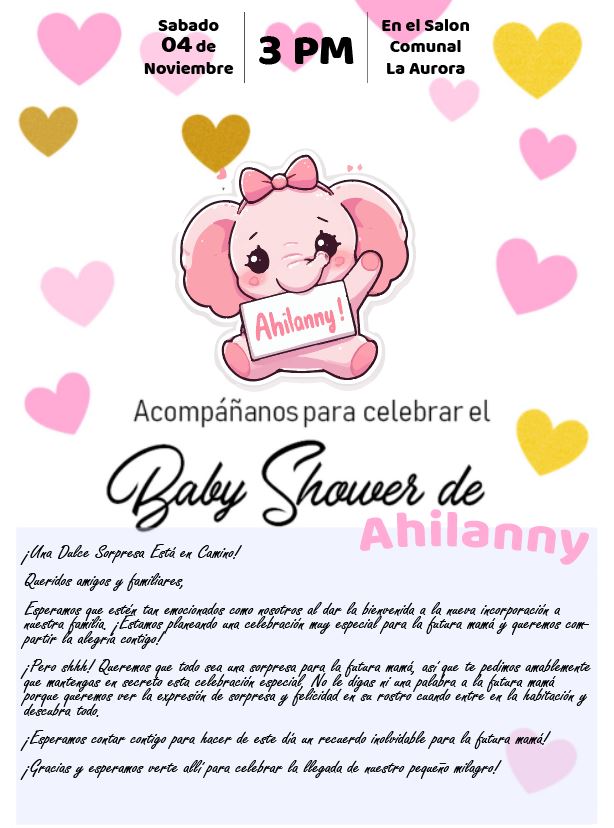 Sabado
04 de
Noviembre
3 PM
En el Salon
Comunal
La Aurora
Ahilanny!
Acompáñanos para celebrar el
Baby Shower de
Ahilanny
¡Una Dulce Sorpresa Está en Camino!
Queridos amigos y familiares,
Esperamos que estén tan emocionados como nosotros al dar la bienvenida a la nueva incorporación a
nuestra familia. ¡Estamos planeando una celebración muy especial para la futura mamá y queremos com-
partir la alegría contigo!
¡Pero shhh! Queremos que todo sea una sorpresa para la futura mamá, así que te pedimos amablemente
que mantengas en secreto esta celebración especial. No le digas ni una palabra a la futura mamá
porque queremos ver la expresión de sorpresa y felicidad en su rostro cuando entre en la habitación y
descubra todo.
¡Esperamos contar contigo para hacer de este día un recuerdo inolvidable para la futura mamá!
¡Gracias y esperamos verte allí para celebrar la llegada de nuestro pequeño milagro!